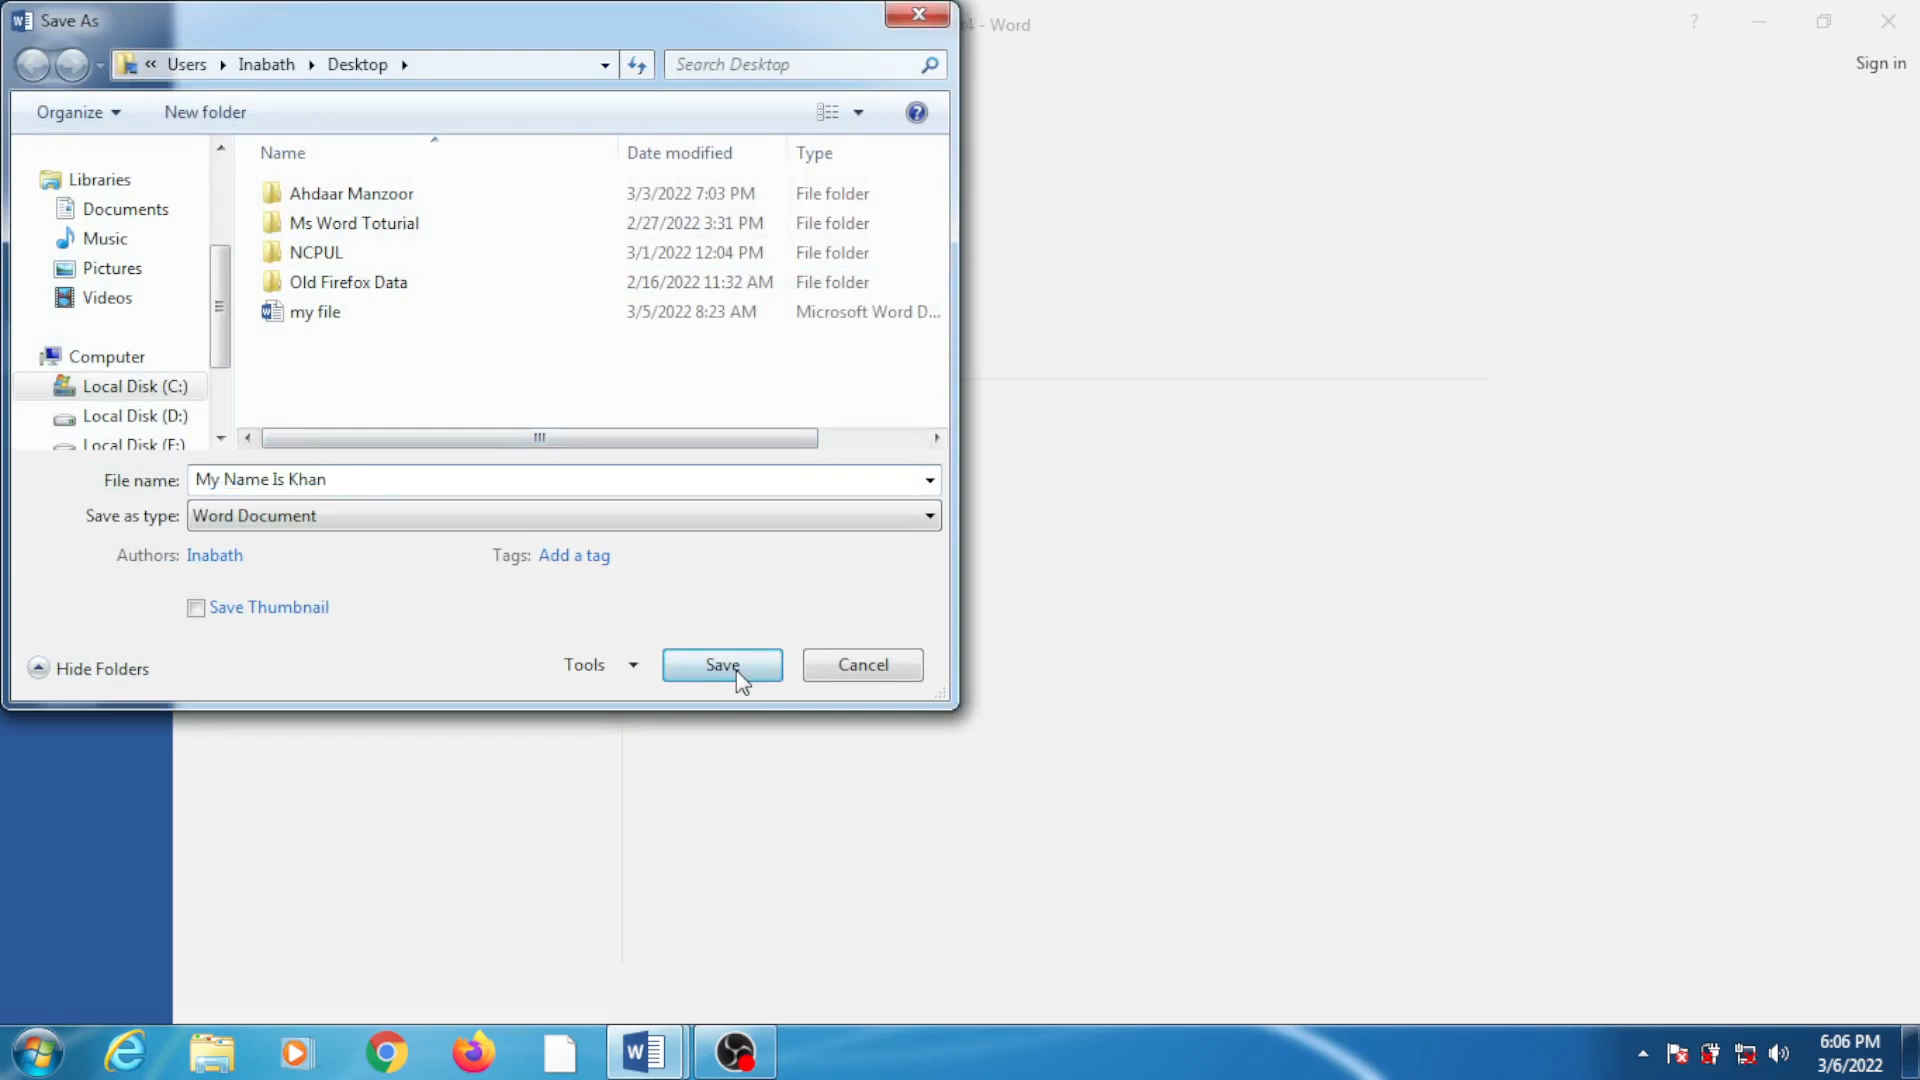 Save As
4 - Word
Sign in
« Users Inabath Desktop
Search Desktop
Organize New folder
Name Date modified Type
Libraries
Documents
Music
Pictures
Videos
Computer
Local Disk (C:)
Local Disk (D:)
Local Disk (E:)
Ahdaar Manzoor 3/3/2022 7:03 PM File folder
Ms Word Toturial 2/27/2022 3:31 PM File folder
NCPUL 3/1/2022 12:04 PM File folder
Old Firefox Data 2/16/2022 11:32 AM File folder
my file 3/5/2022 8:23 AM Microsoft Word D...
File name: My Name Is Khan
Save as type: Word Document
Authors: Inabath Tags: Add a tag
Save Thumbnail
Hide Folders Tools Save Cancel
6:06 PM
3/6/2022